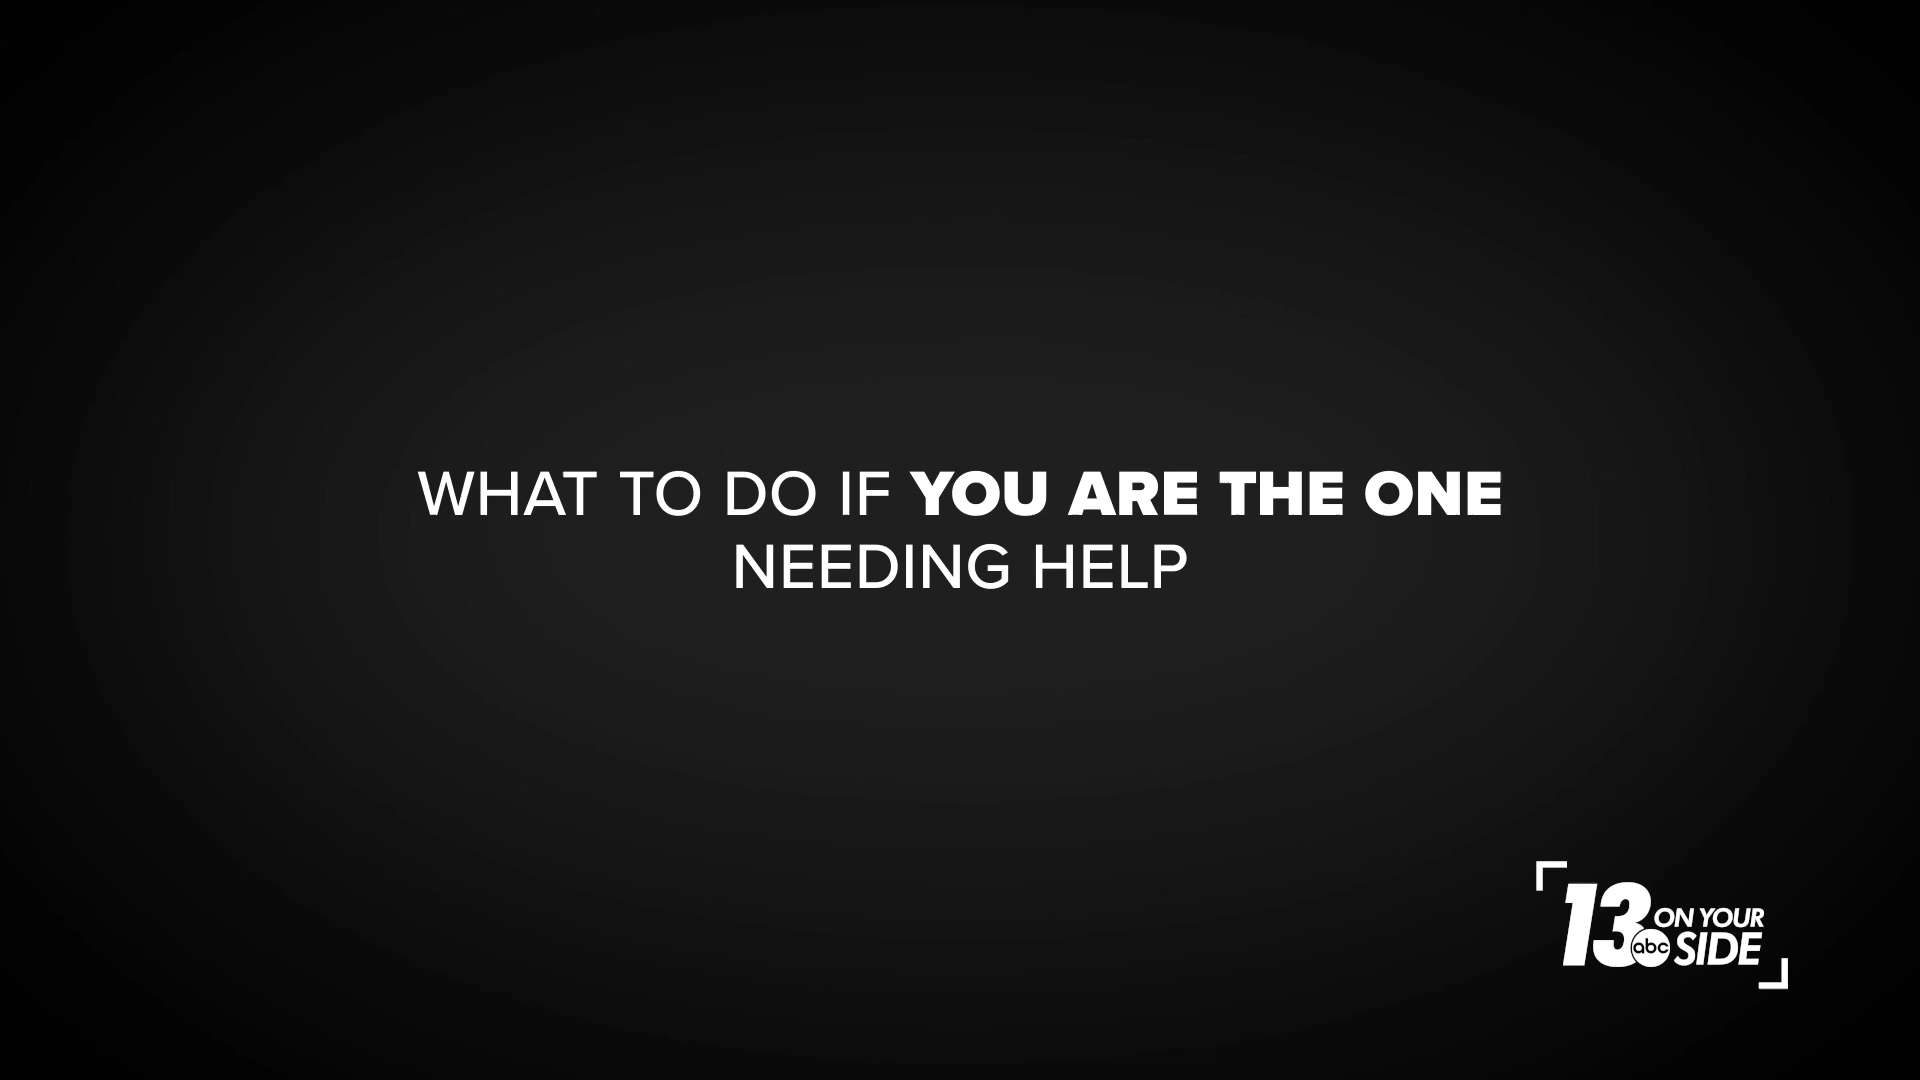 WHAT TO DO IF YOU ARE THE ONE
NEEDING HELP
13 ON YOUR
abc SIDE